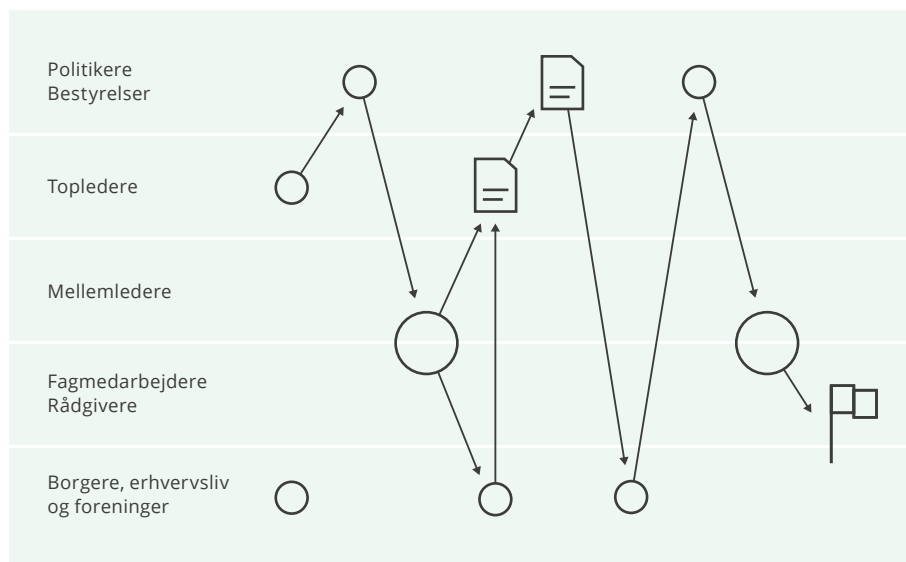 Politikere
Bestyrelser
Topledere
Mellemledere
Fagmedarbejdere
Rådgivere
Borgere, erhvervsliv
og foreninger